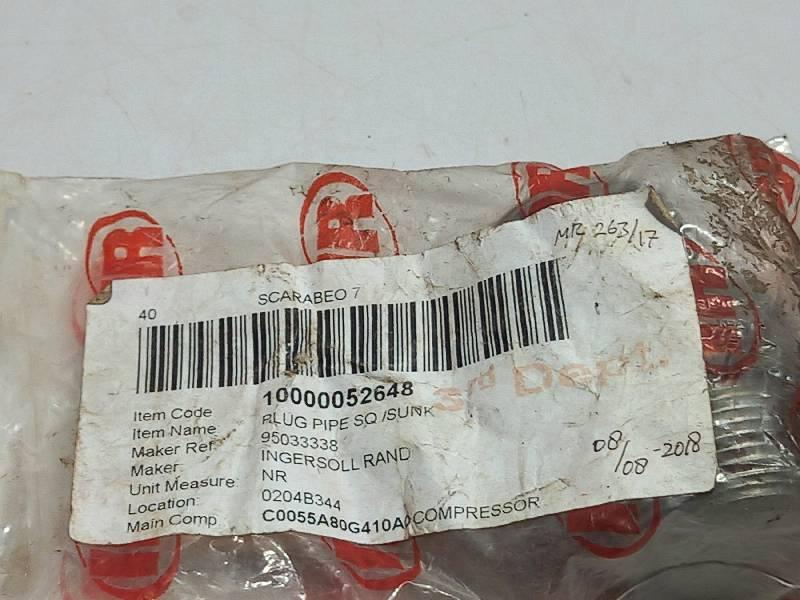 MR 263/17
40 SCARABEO 7
Item Code 10000052648
Item Name PLUG PIPE SQ /SUNK
Maker Ref 95033338
Maker: INGERSOLL RAND
Unit Measure: NR
Location: 0204B344
Main Comp C0055A80G410A0COMPRESSOR
3rd Dept.
08/08-2018